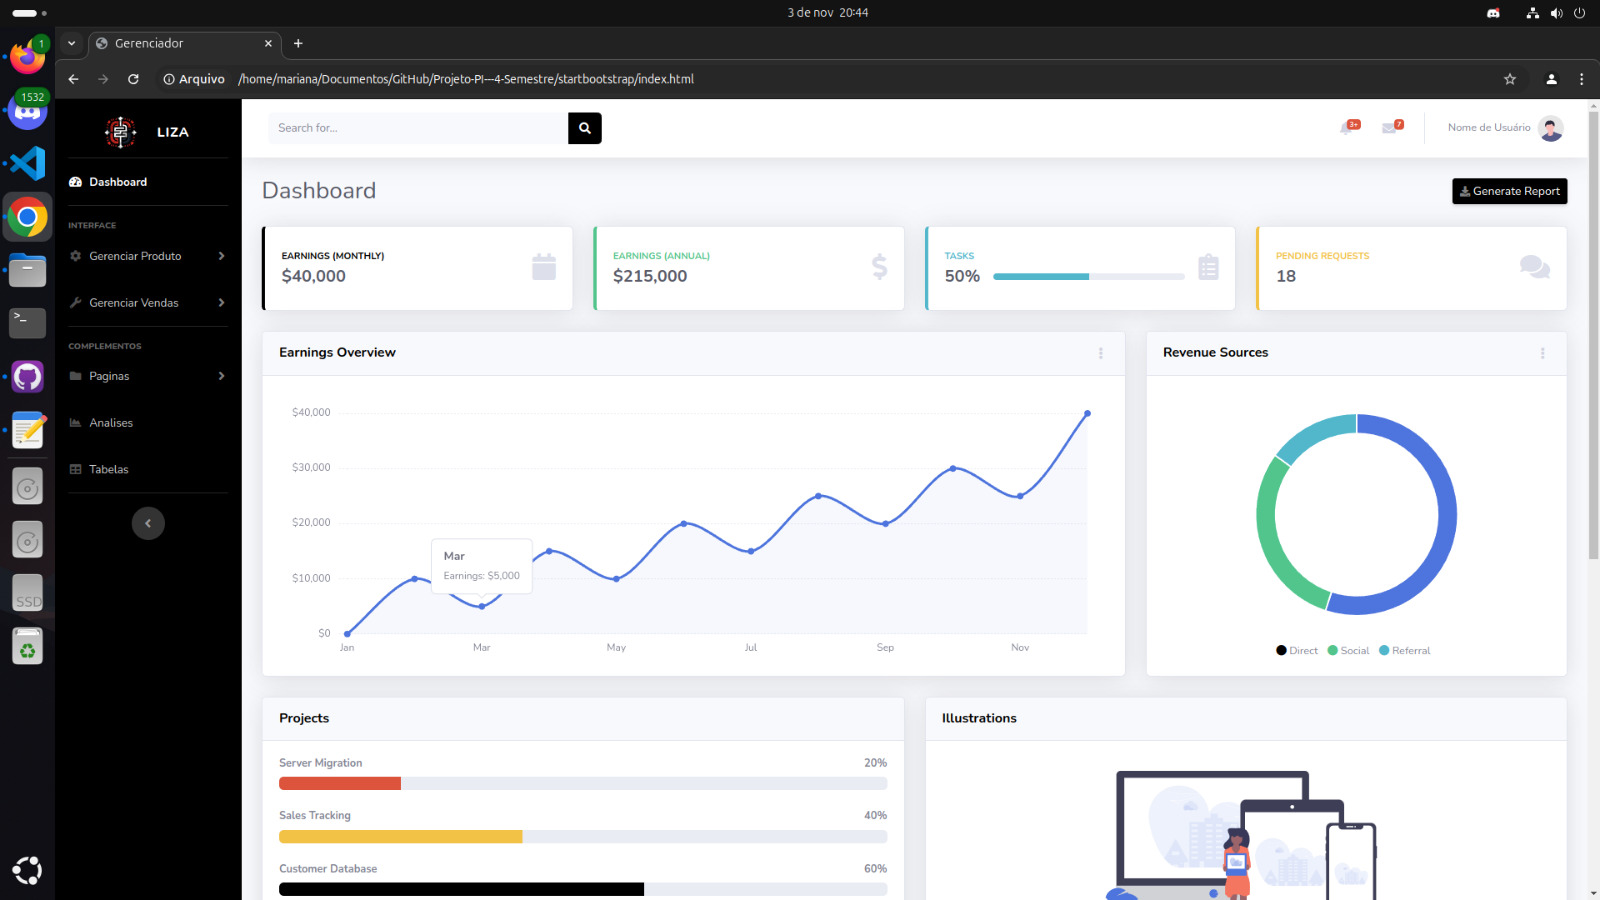 3 de nov 20:44
1
Gerenciador
Arquivo /home/mariana/Documentos/GitHub/Projeto-PI---4-Semestre/startbootstrap/index.html
1532
LIZA
Search for...
3+
7
Nome de Usuário
Dashboard
INTERFACE
Gerenciar Produto
Gerenciar Vendas
COMPLEMENTOS
Paginas
Analises
Tabelas
SSD
Dashboard
Generate Report
EARNINGS (MONTHLY)
$40,000
EARNINGS (ANNUAL)
$215,000
TASKS
50%
PENDING REQUESTS
18
Earnings Overview
$40,000
$30,000
$20,000
$10,000
$0
Mar
Earnings: $5,000
Jan Mar May Jul Sep Nov
Revenue Sources
Direct Social Referral
Projects
Server Migration 20%
Sales Tracking 40%
Customer Database 60%
Illustrations